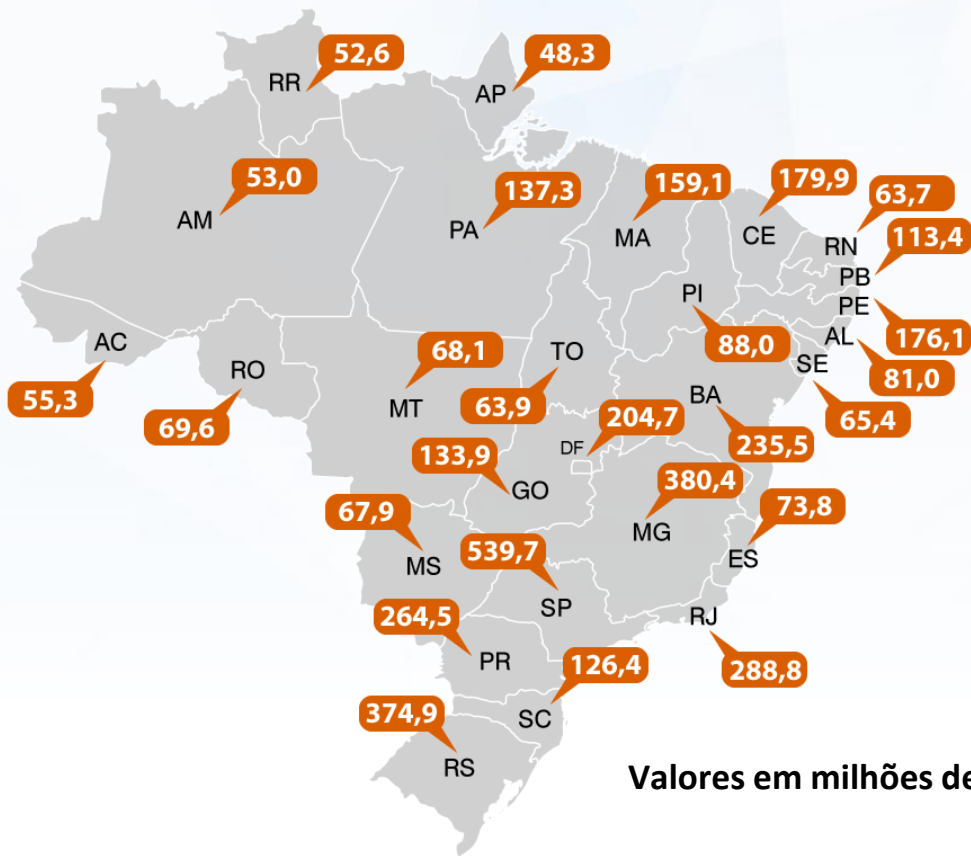 52,6
RR
48,3
AP
53,0
AM
137,3
PA
159,1
MA
179,9
CE
63,7
RN
113,4
PB
PE
176,1
PI
88,0
AL
81,0
SE
65,4
AC
55,3
RO
69,6
68,1
MT
TO
63,9
BA
235,5
204,7
DF
133,9
GO
380,4
MG
73,8
ES
67,9
MS
539,7
SP
RJ
288,8
264,5
PR
126,4
SC
374,9
RS
Valores em milhões de